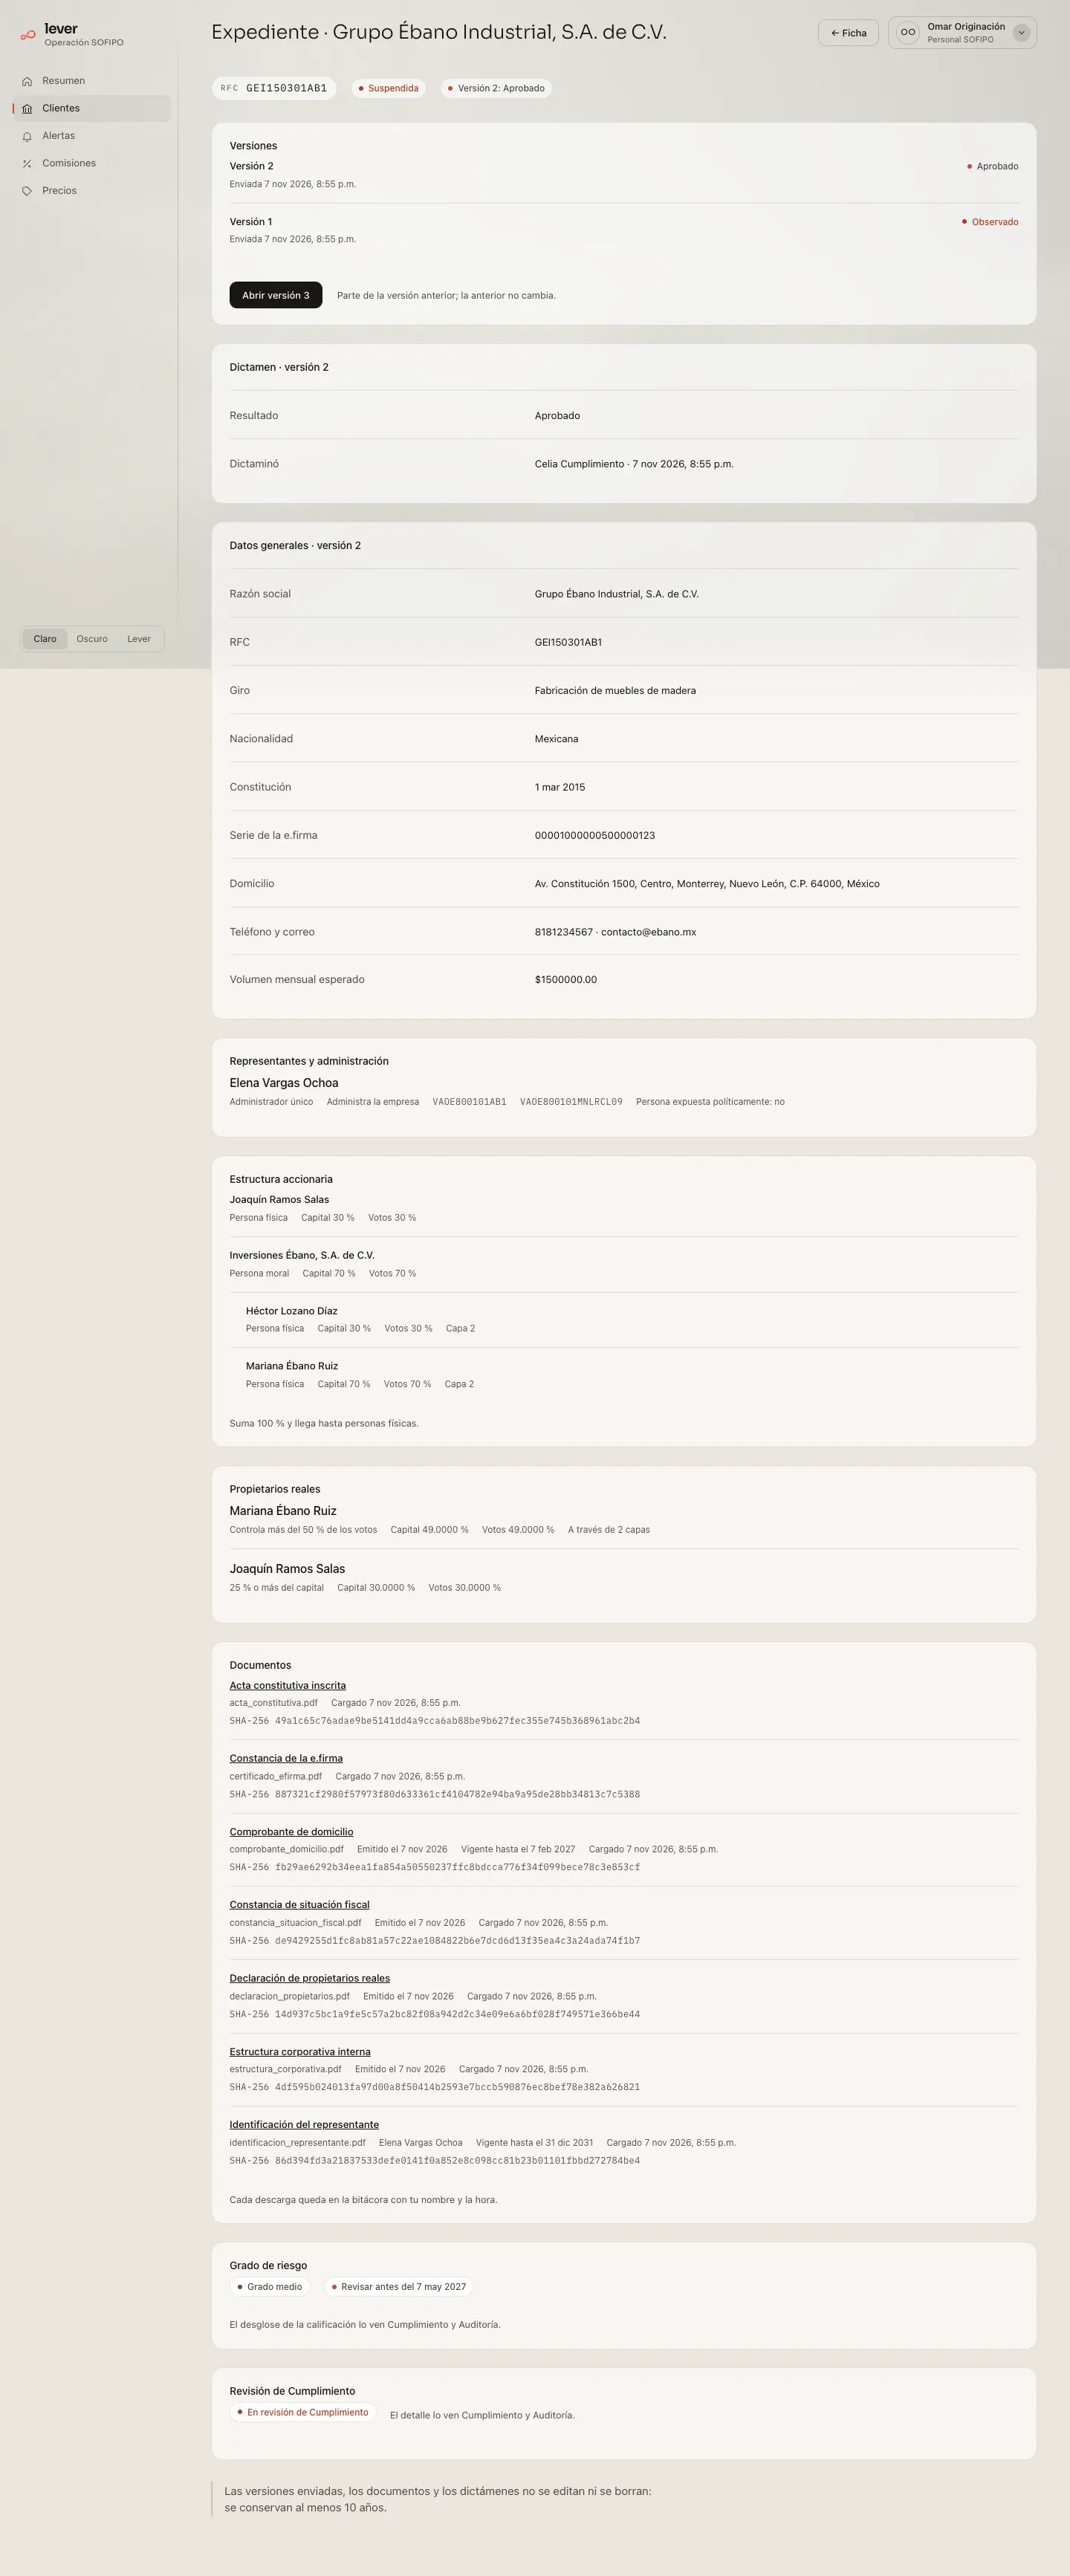 lever
Operación SOFIPO
Resumen
Clientes
Alertas
Comisiones
Precios
Claro Oscuro Lever
Expediente · Grupo Ébano Industrial, S.A. de C.V.
← Ficha
OO
Omar Originación
Personal SOFIPO
RFC GEI150301AB1
Suspendida
Versión 2: Aprobado
Versiones
Versión 2
Aprobado
Enviada 7 nov 2026, 8:55 p.m.
Versión 1
Observado
Enviada 7 nov 2026, 8:55 p.m.
Abrir versión 3 Parte de la versión anterior; la anterior no cambia.
Dictamen · versión 2
Resultado Aprobado
Dictaminó Celia Cumplimiento · 7 nov 2026, 8:55 p.m.
Datos generales · versión 2
Razón social Grupo Ébano Industrial, S.A. de C.V.
RFC GEI150301AB1
Giro Fabricación de muebles de madera
Nacionalidad Mexicana
Constitución 1 mar 2015
Serie de la e.firma 00001000000500000123
Domicilio Av. Constitución 1500, Centro, Monterrey, Nuevo León, C.P. 64000, México
Teléfono y correo 8181234567 · contacto@ebano.mx
Volumen mensual esperado $1500000.00
Representantes y administración
Elena Vargas Ochoa
Administrador único Administra la empresa VAOE800101AB1 VAOE800101MNLRCL09 Persona expuesta políticamente: no
Estructura accionaria
Joaquín Ramos Salas
Persona física Capital 30 % Votos 30 %
Inversiones Ébano, S.A. de C.V.
Persona moral Capital 70 % Votos 70 %
Héctor Lozano Díaz
Persona física Capital 30 % Votos 30 % Capa 2
Mariana Ébano Ruiz
Persona física Capital 70 % Votos 70 % Capa 2
Suma 100 % y llega hasta personas físicas.
Propietarios reales
Mariana Ébano Ruiz
Controla más del 50 % de los votos Capital 49.0000 % Votos 49.0000 % A través de 2 capas
Joaquín Ramos Salas
25 % o más del capital Capital 30.0000 % Votos 30.0000 %
Documentos
Acta constitutiva inscrita
acta_constitutiva.pdf Cargado 7 nov 2026, 8:55 p.m.
SHA-256 49a1c65c76adae9be5141dd4a9cca6ab88be9b627fec355e745b368961abc2b4
Constancia de la e.firma
certificado_efirma.pdf Cargado 7 nov 2026, 8:55 p.m.
SHA-256 887321cf2980f57973f80d633361cf4104782e94ba9a95de28bb34813c7c5388
Comprobante de domicilio
comprobante_domicilio.pdf Emitido el 7 nov 2026 Vigente hasta el 7 feb 2027 Cargado 7 nov 2026, 8:55 p.m.
SHA-256 fb29ae6292b34eea1fa854a50550237ffc8bdcca776f34f099bece78c3e853cf
Constancia de situación fiscal
constancia_situacion_fiscal.pdf Emitido el 7 nov 2026 Cargado 7 nov 2026, 8:55 p.m.
SHA-256 de9429255d1fc8ab81a57c22ae1084822b6e7dcd6d13f35ea4c3a24ada74f1b7
Declaración de propietarios reales
declaracion_propietarios.pdf Emitido el 7 nov 2026 Cargado 7 nov 2026, 8:55 p.m.
SHA-256 14d937c5bc1a9fe5c57a2bc82f08a942d2c34e09e6a6bf028f749571e366be44
Estructura corporativa interna
estructura_corporativa.pdf Emitido el 7 nov 2026 Cargado 7 nov 2026, 8:55 p.m.
SHA-256 4df595b024013fa97d00a8f50414b2593e7bccb590876ec8bef78e382a626821
Identificación del representante
identificacion_representante.pdf Elena Vargas Ochoa Vigente hasta el 31 dic 2031 Cargado 7 nov 2026, 8:55 p.m.
SHA-256 86d394fd3a21837533defe0141f0a852e8c098cc81b23b01101fbbd272784be4
Cada descarga queda en la bitácora con tu nombre y la hora.
Grado de riesgo
Grado medio Revisar antes del 7 may 2027
El desglose de la calificación lo ven Cumplimiento y Auditoría.
Revisión de Cumplimiento
En revisión de Cumplimiento El detalle lo ven Cumplimiento y Auditoría.
Las versiones enviadas, los documentos y los dictámenes no se editan ni se borran:
se conservan al menos 10 años.